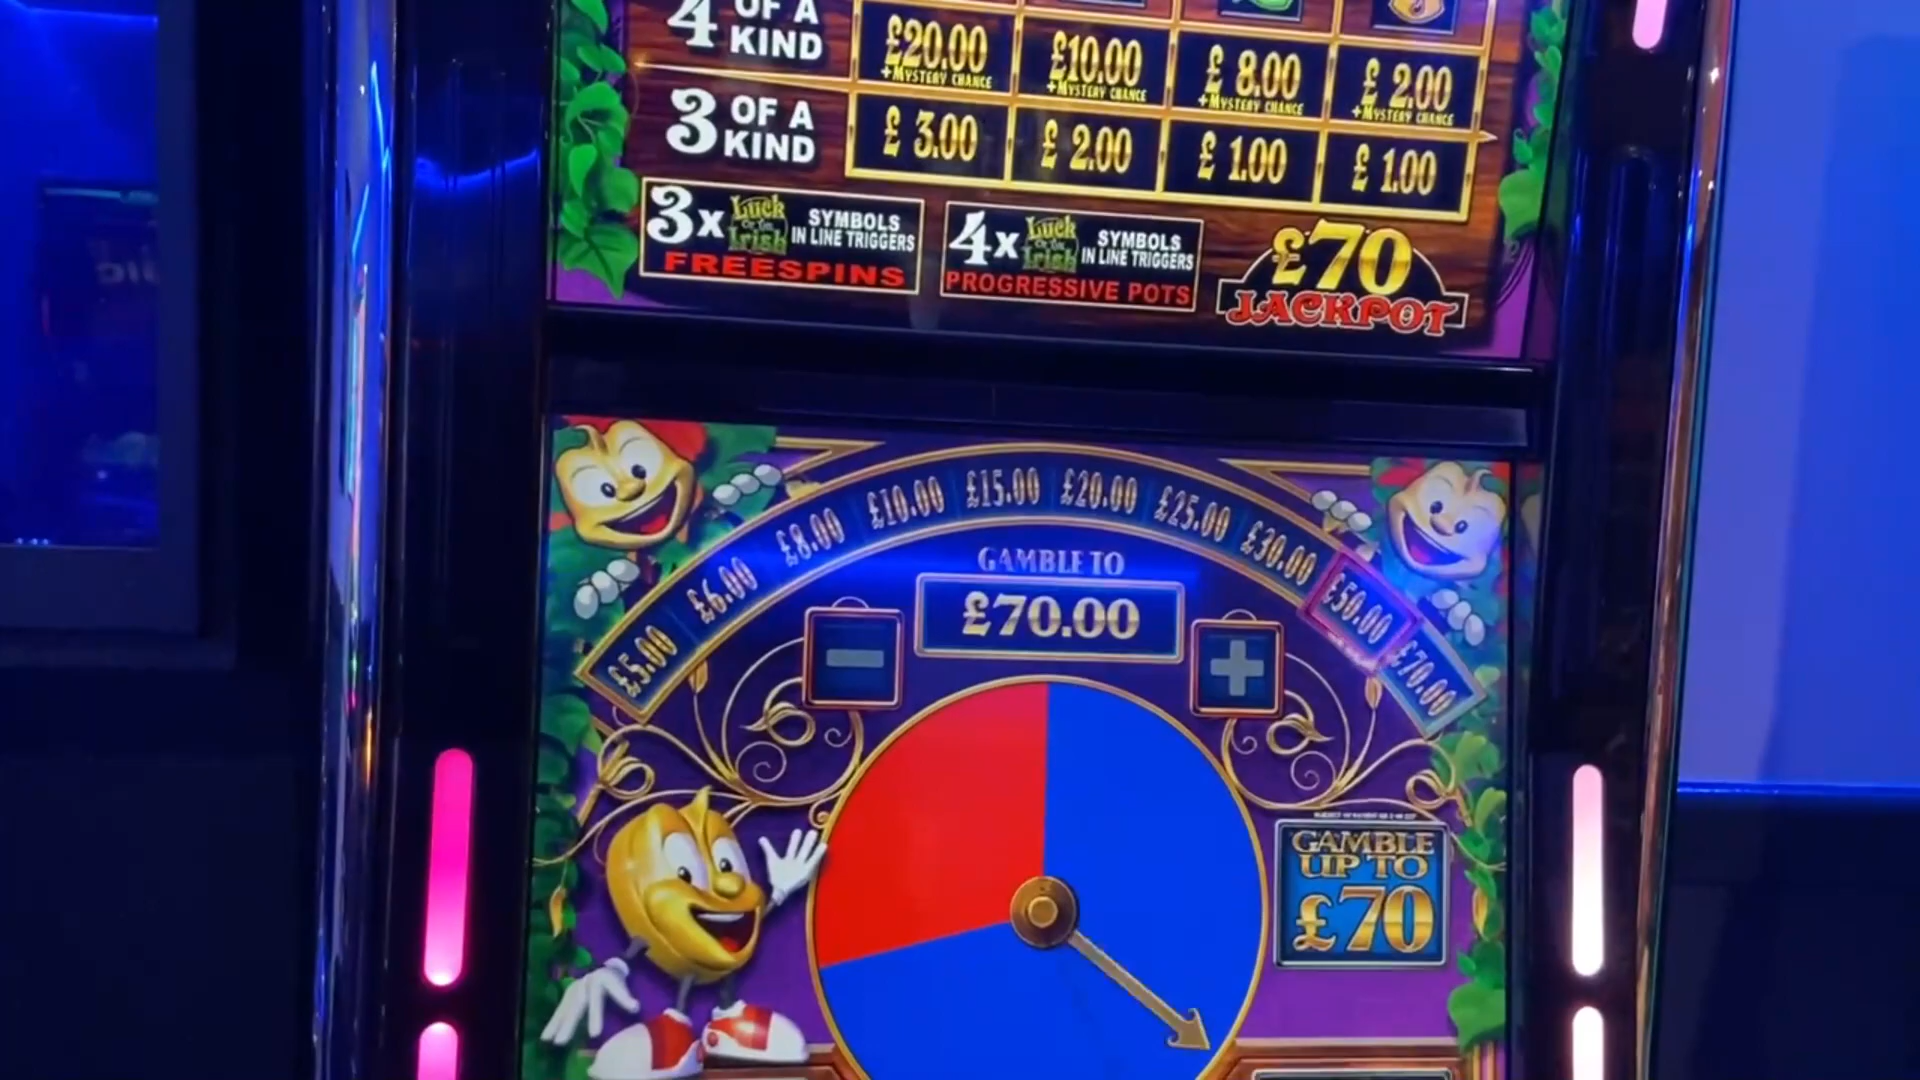 4 OF A KIND
£20.00 £10.00 £8.00 £2.00
+MYSTERY CHANCE +MYSTERY CHANCE +MYSTERY CHANCE +MYSTERY CHANCE
3 OF A KIND
£3.00 £2.00 £1.00 £1.00
3x Luck Of The Irish SYMBOLS IN LINE TRIGGERS
FREESPINS
4x Luck Of The Irish SYMBOLS IN LINE TRIGGERS
PROGRESSIVE POTS
£70
JACKPOT
£5.00 £6.00 £8.00 £10.00 £15.00 £20.00 £25.00 £30.00 £50.00 £70.00
GAMBLE TO
£70.00
- +
GAMBLE
UP TO
£70